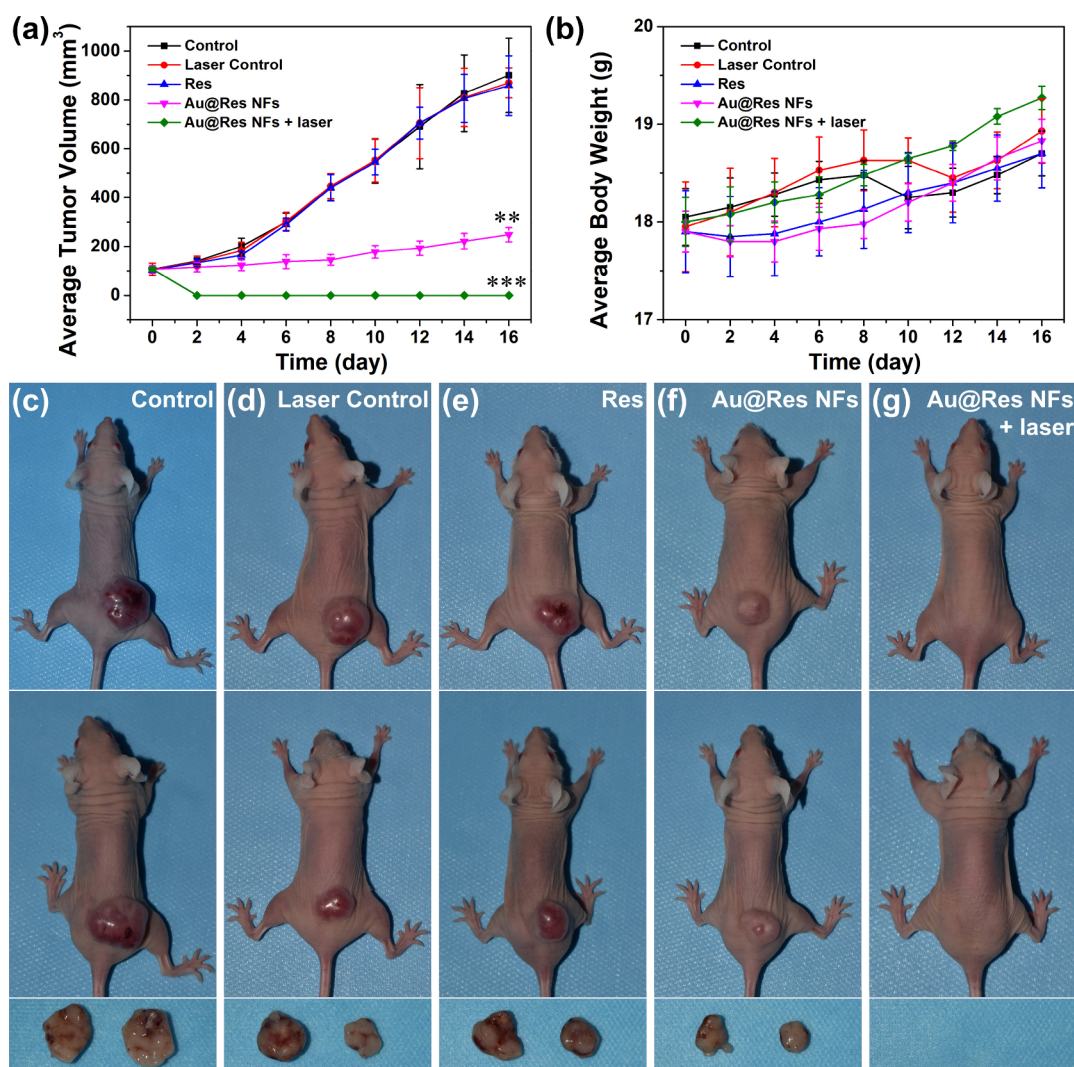 (a)
Average Tumor Volume (mm³)
1000
800
600
400
200
0
Control
Laser Control
Res
Au@Res NFs
Au@Res NFs + laser
**
***
0 2 4 6 8 10 12 14 16
Time (day)
(b)
Average Body Weight (g)
20
19
18
17
Control
Laser Control
Res
Au@Res NFs
Au@Res NFs + laser
0 2 4 6 8 10 12 14 16
Time (day)
(c) Control
(d) Laser Control
(e) Res
(f) Au@Res NFs
(g) Au@Res NFs
+ laser